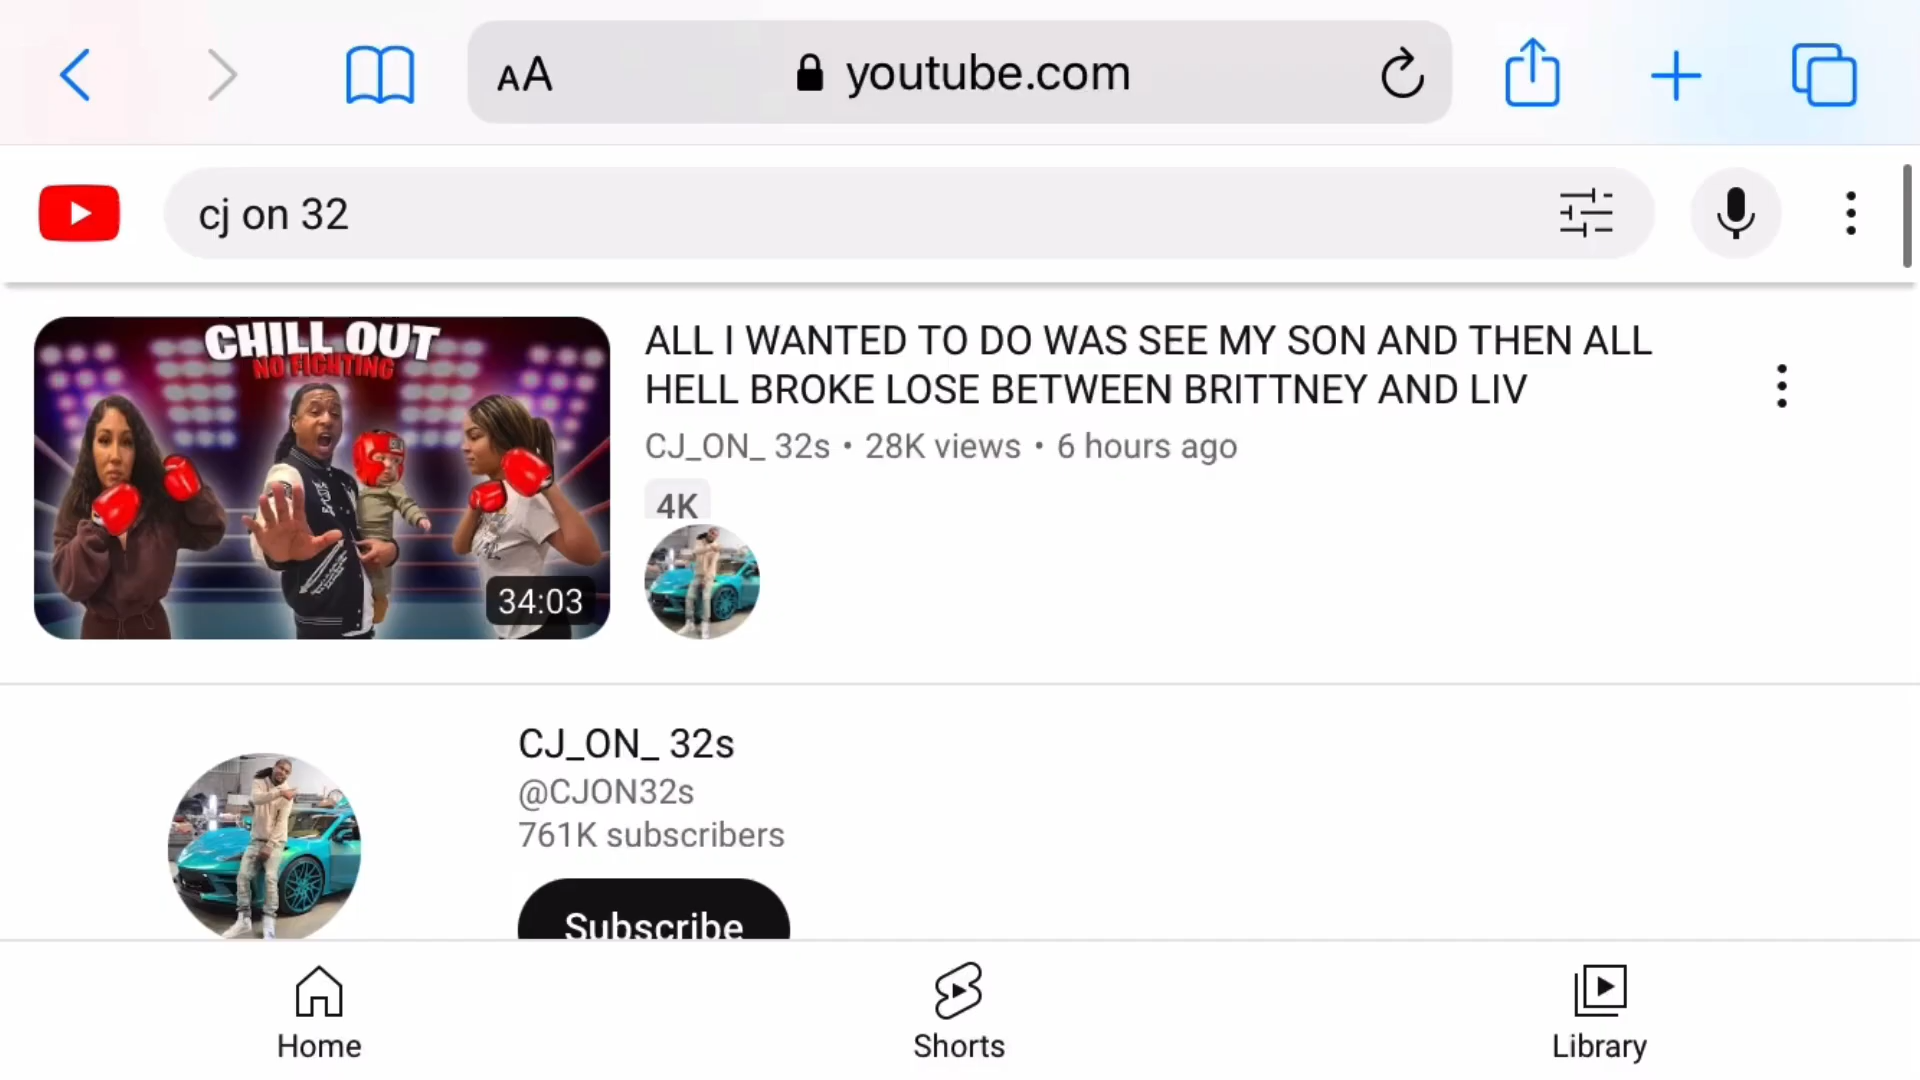 AA
youtube.com
cj on 32
CHILL OUT
NO FIGHTING
34:03
ALL I WANTED TO DO WAS SEE MY SON AND THEN ALL
HELL BROKE LOSE BETWEEN BRITTNEY AND LIV
CJ_ON_ 32s • 28K views • 6 hours ago
4K
CJ_ON_ 32s
@CJON32s
761K subscribers
Subscribe
Home
Shorts
Library